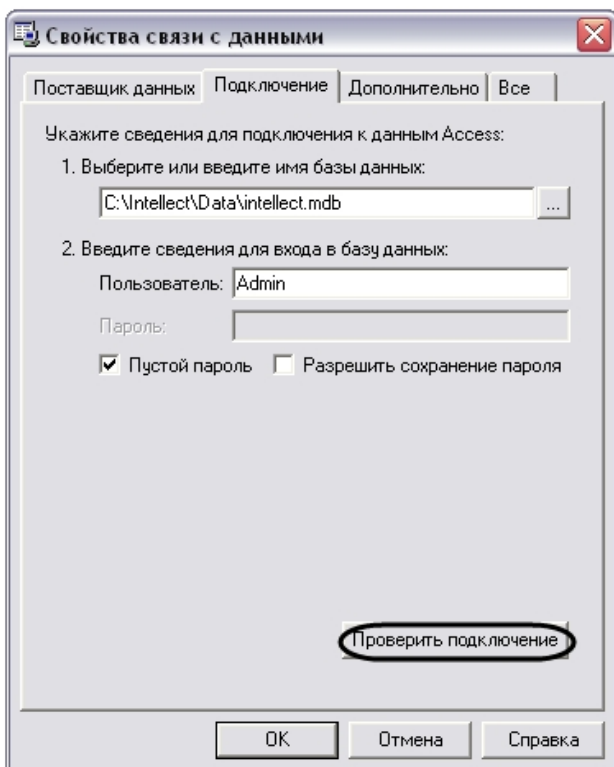 Свойства связи с данными
Поставщик данных Подключение Дополнительно Все
Укажите сведения для подключения к данным Access:
1. Выберите или введите имя базы данных:
C:\Intellect\Data\intellect.mdb ...
2. Введите сведения для входа в базу данных:
Пользователь: Admin
Пароль:
Пустой пароль Разрешить сохранение пароля
Проверить подключение
OK Отмена Справка